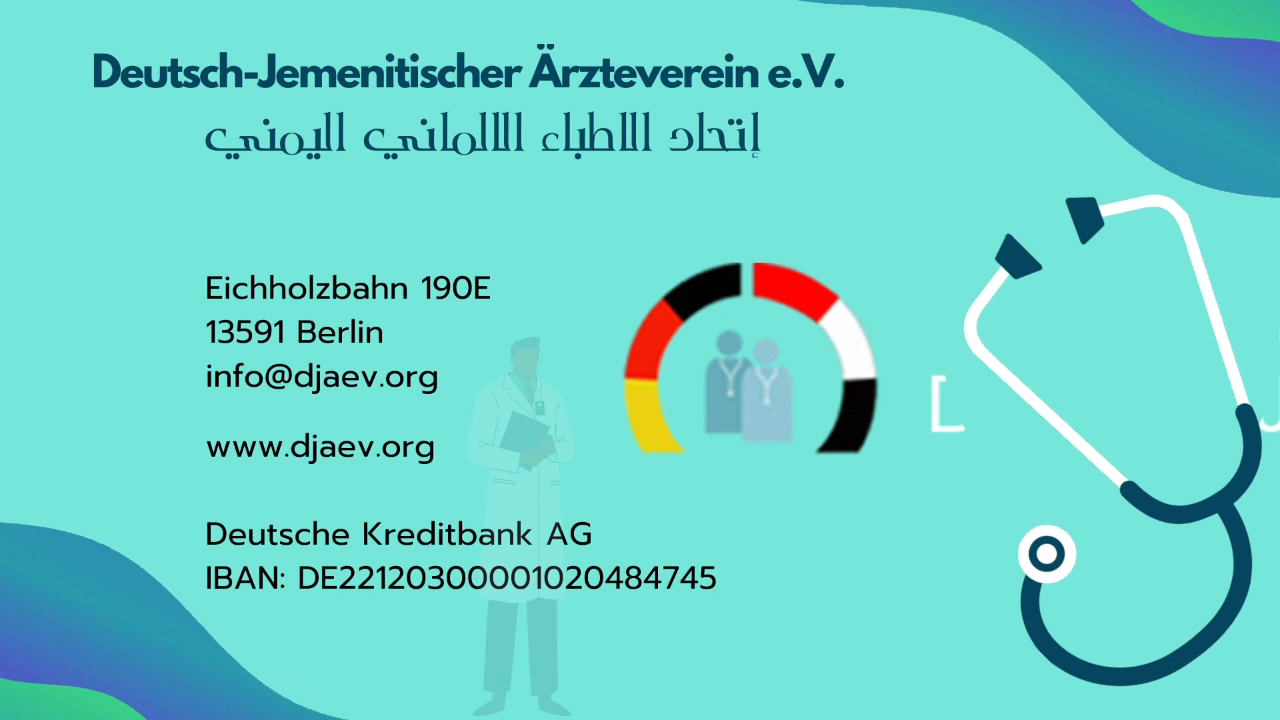 Deutsch-Jemenitischer Ärzteverein e.V.
إتحاد الاطباء الالماني اليمني
Eichholzbahn 190E
13591 Berlin
info@djaev.org
www.djaev.org
Deutsche Kreditbank AG
IBAN: DE22120300001020484745